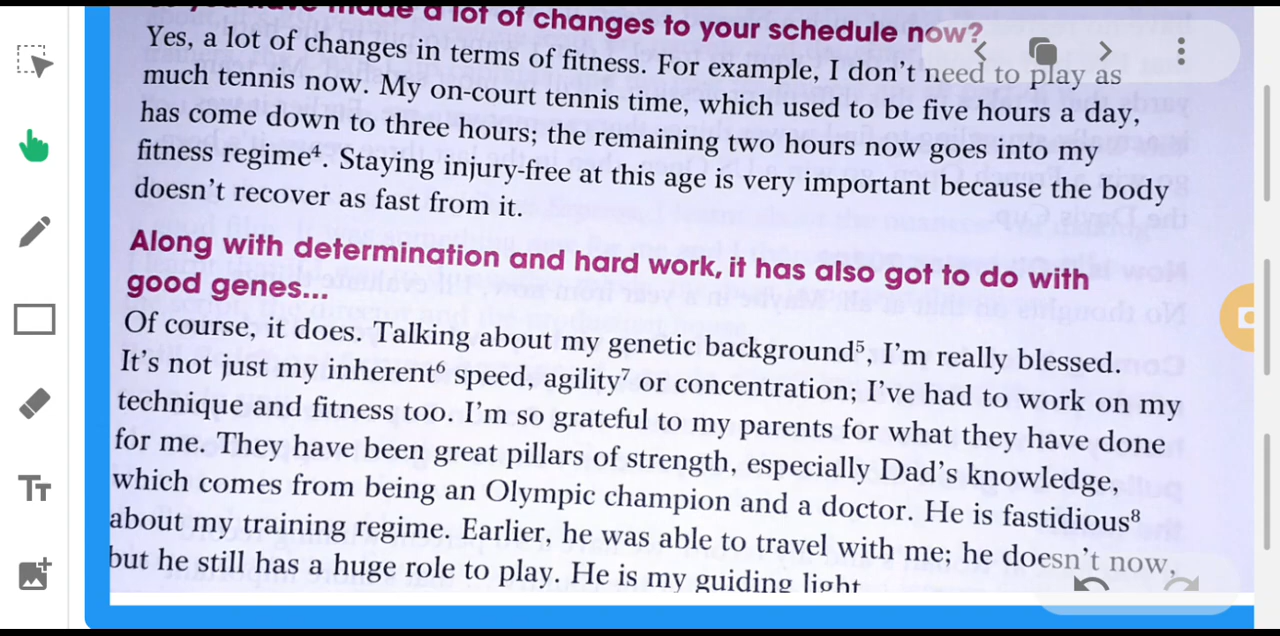 made a lot of changes to your schedule now?
Yes, a lot of changes in terms of fitness. For example, I don't need to play as
much tennis now. My on-court tennis time, which used to be five hours a day,
has come down to three hours; the remaining two hours now goes into my
fitness regime⁴. Staying injury-free at this age is very important because the body
doesn't recover as fast from it.
Along with determination and hard work, it has also got to do with
good genes...
Of course, it does. Talking about my genetic background⁵, I'm really blessed.
It's not just my inherent⁶ speed, agility⁷ or concentration; I've had to work on my
technique and fitness too. I'm so grateful to my parents for what they have done
for me. They have been great pillars of strength, especially Dad's knowledge,
which comes from being an Olympic champion and a doctor. He is fastidious⁸
about my training regime. Earlier, he was able to travel with me; he doesn't now,
but he still has a huge role to play. He is my guiding light
TT